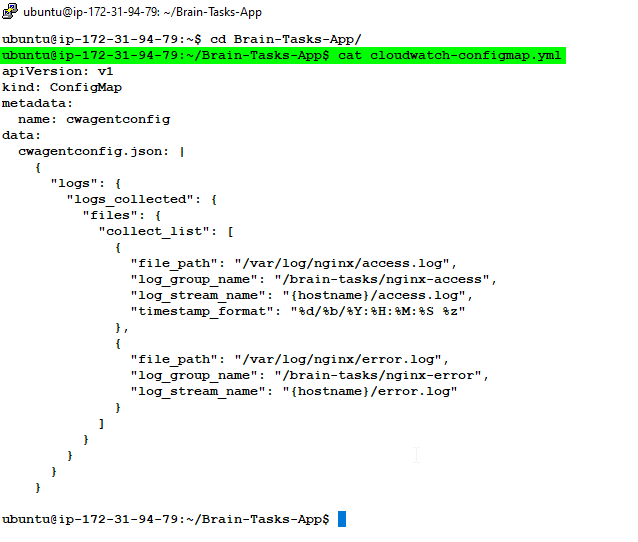 ubuntu@ip-172-31-94-79: ~/Brain-Tasks-App
ubuntu@ip-172-31-94-79:~$ cd Brain-Tasks-App/
ubuntu@ip-172-31-94-79:~/Brain-Tasks-App$ cat cloudwatch-configmap.yml
apiVersion: v1
kind: ConfigMap
metadata:
  name: cwagentconfig
data:
  cwagentconfig.json: |
    {
      "logs": {
        "logs_collected": {
          "files": {
            "collect_list": [
              {
                "file_path": "/var/log/nginx/access.log",
                "log_group_name": "/brain-tasks/nginx-access",
                "log_stream_name": "{hostname}/access.log",
                "timestamp_format": "%d/%b/%Y:%H:%M:%S %z"
              },
              {
                "file_path": "/var/log/nginx/error.log",
                "log_group_name": "/brain-tasks/nginx-error",
                "log_stream_name": "{hostname}/error.log"
              }
            ]
          }
        }
      }
    }
ubuntu@ip-172-31-94-79:~/Brain-Tasks-App$